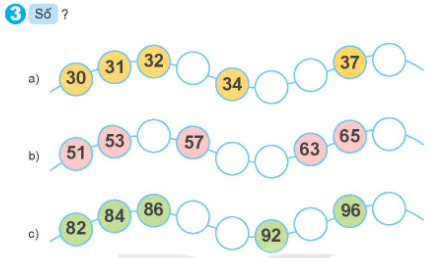 3 Số ?
a) 30 31 32 34 37
b) 51 53 57 63 65
c) 82 84 86 92 96